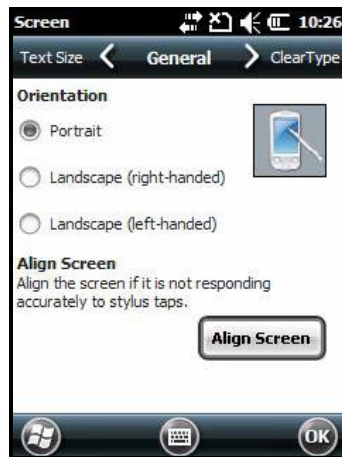 Screen 10:26
Text Size General ClearType
Orientation
Portrait
Landscape (right-handed)
Landscape (left-handed)
Align Screen
Align the screen if it is not responding
accurately to stylus taps.
Align Screen
OK